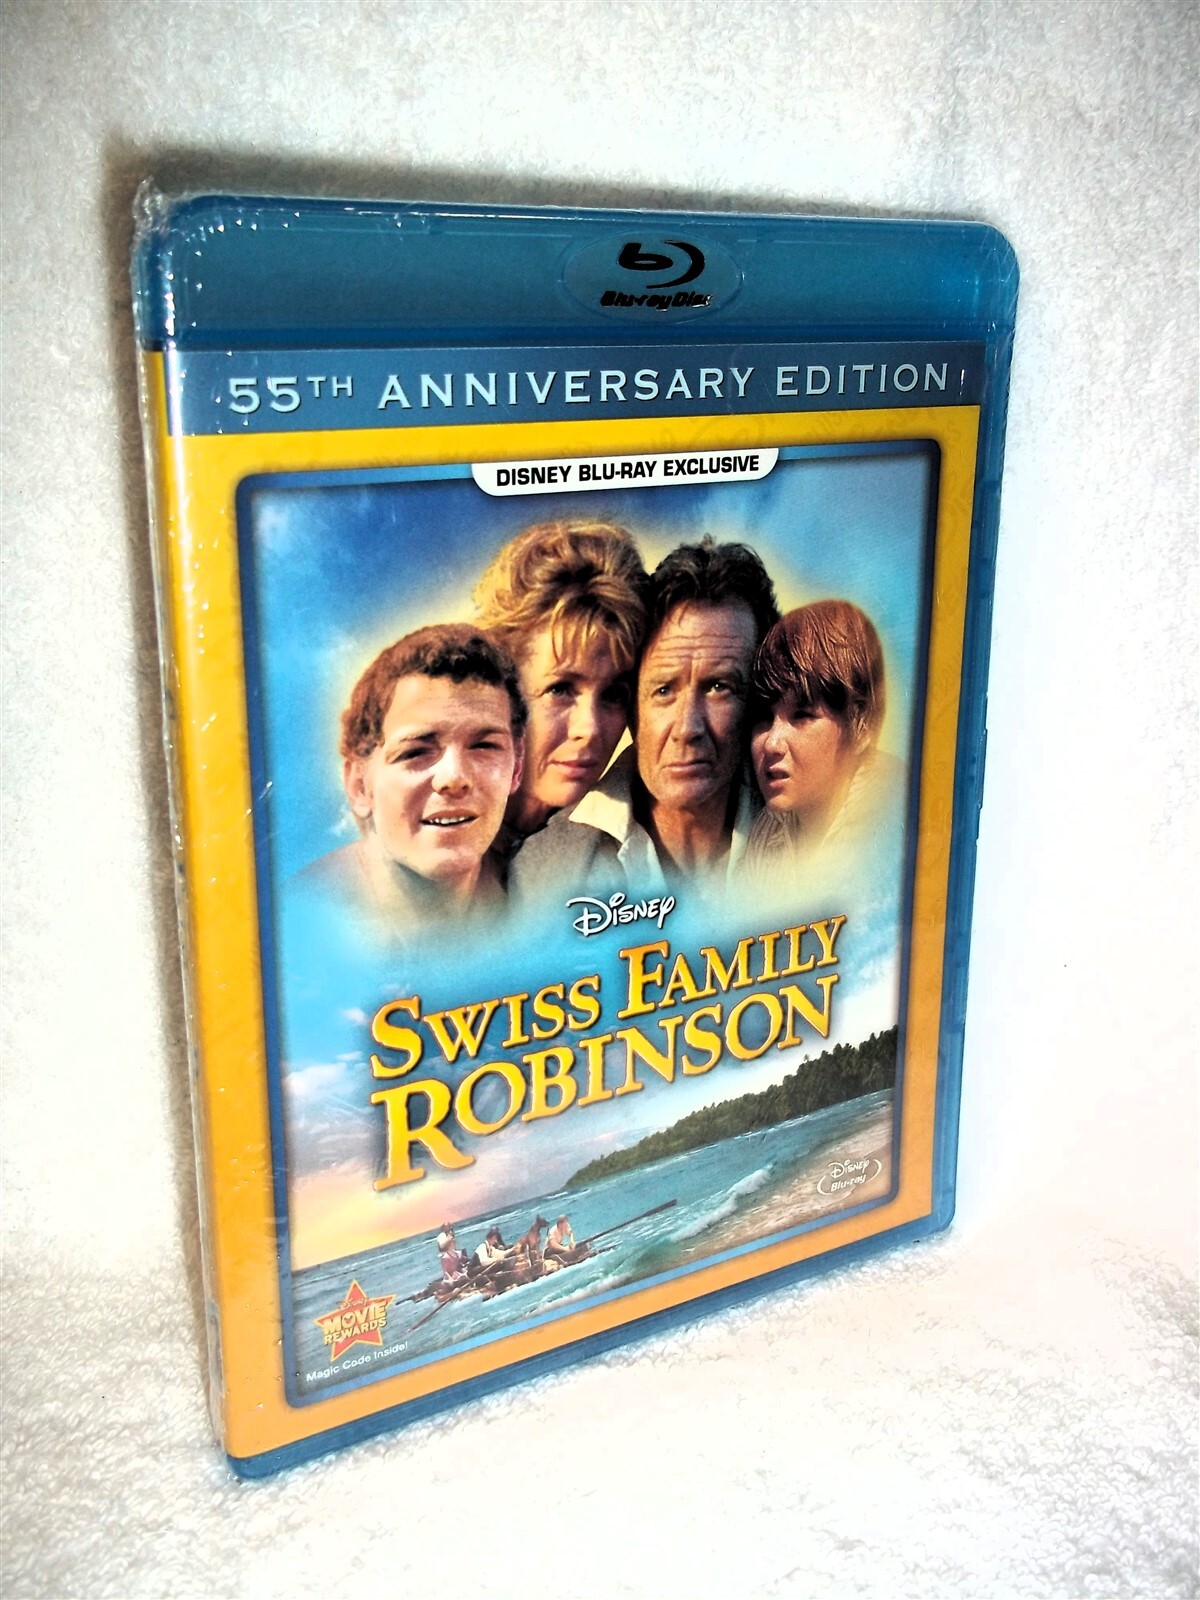 Blu-ray Disc
55TH ANNIVERSARY EDITION
DISNEY BLU-RAY EXCLUSIVE
DISNEY
SWISS FAMILY
ROBINSON
DISNEY
Blu-ray
DISNEY
MOVIE
REWARDS
Magic Code Inside!